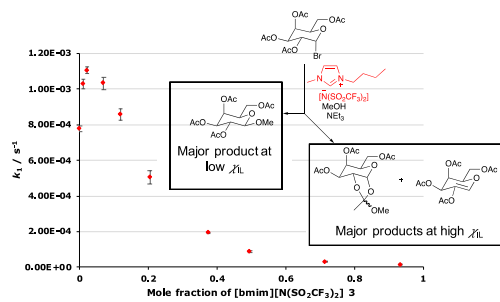 k₁ / s⁻¹
1.20E-03
1.00E-03
8.00E-04
6.00E-04
4.00E-04
2.00E-04
0.00E+00
0
0.2
0.4
0.6
0.8
1
Mole fraction of [bmim][N(SO₂CF₃)₂] 3
OAc
OAc
O
AcO
AcO
Br
N
N
+
−
[N(SO₂CF₃)₂]
MeOH
NEt₃
OAc
OAc
O
AcO
OMe
AcO
Major product at
low χIL
OAc
OAc
O
AcO
O
O
OMe
+
OAc
OAc
O
AcO
AcO
Major products at high χIL